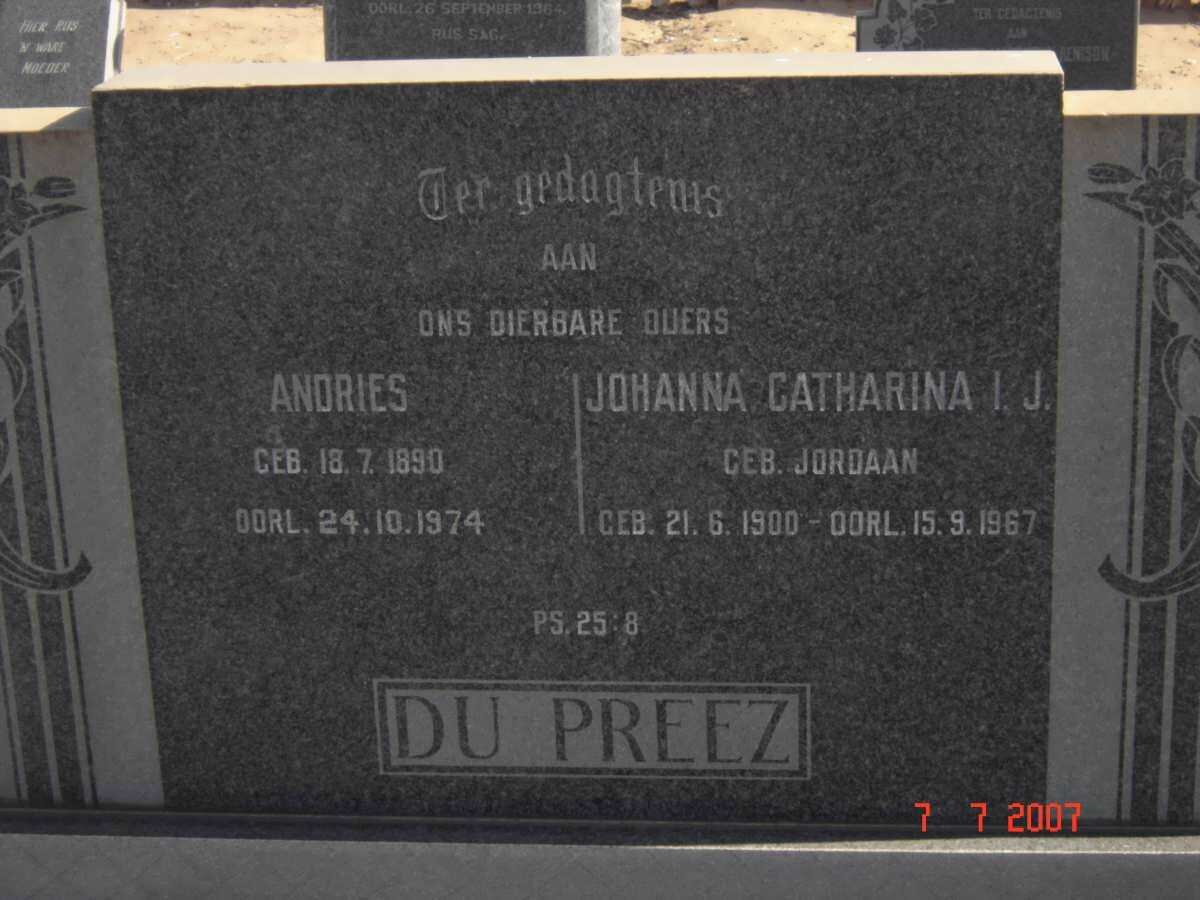 HIER RUS
'N WARE
MOEDER
OORL. 26 SEPTEMBER 1964.
RUS SAG.
TER GEDAGTENIS
AAN
Ter gedagtenis
AAN
ONS DIERBARE OUERS
ANDRIES
GEB. 18.7.1890
OORL. 24.10.1974
JOHANNA CATHARINA I.J.
GEB. JORDAAN
GEB. 21.6.1900 - OORL. 15.9.1967
PS. 25:8
DU PREEZ
7 7 2007